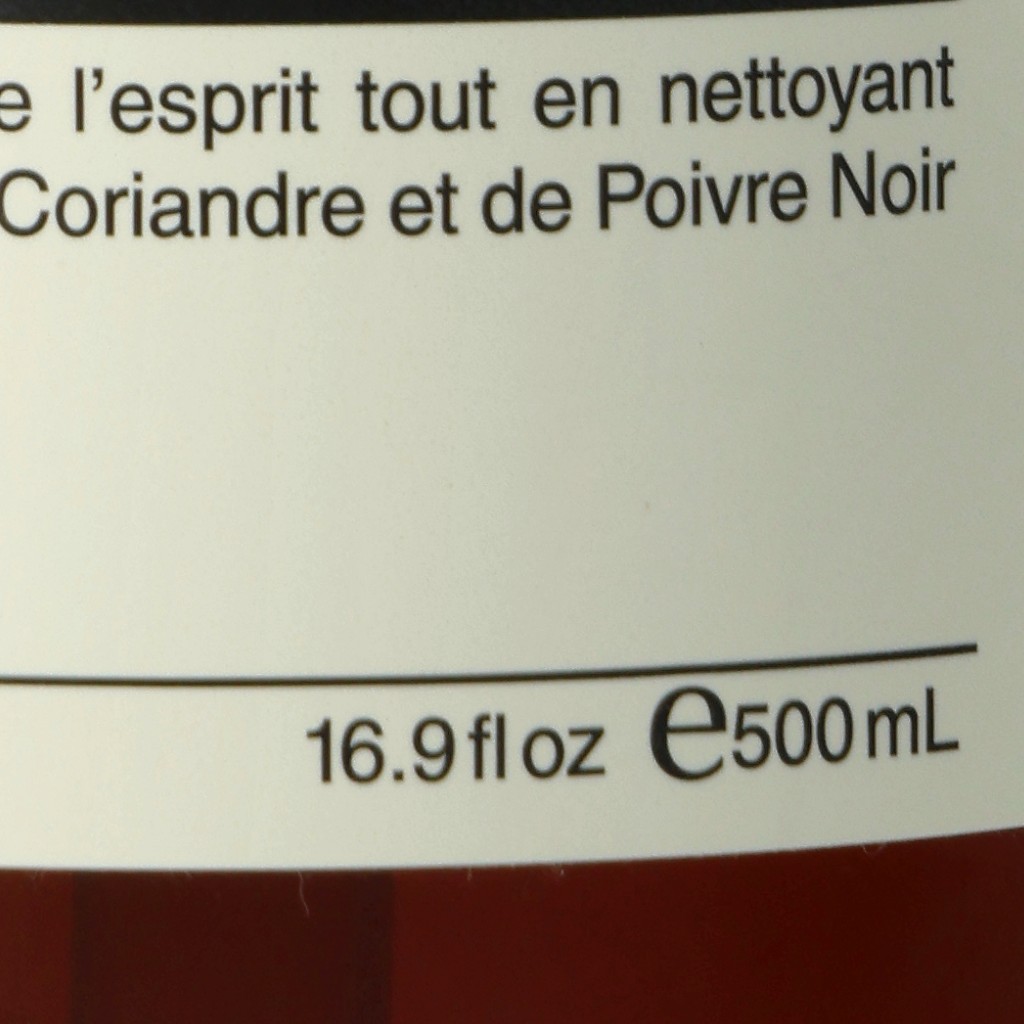 l'esprit tout en nettoyant
Coriandre et de Poivre Noir
16.9 fl oz ℮500 mL